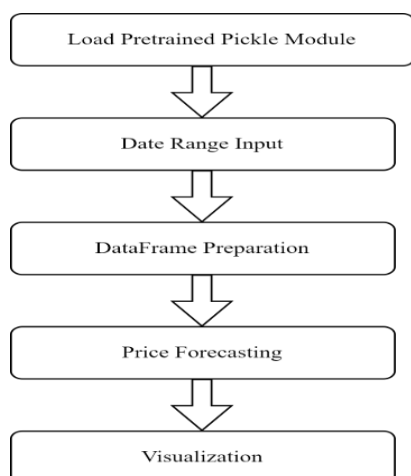 Load Pretrained Pickle Module
Date Range Input
DataFrame Preparation
Price Forecasting
Visualization